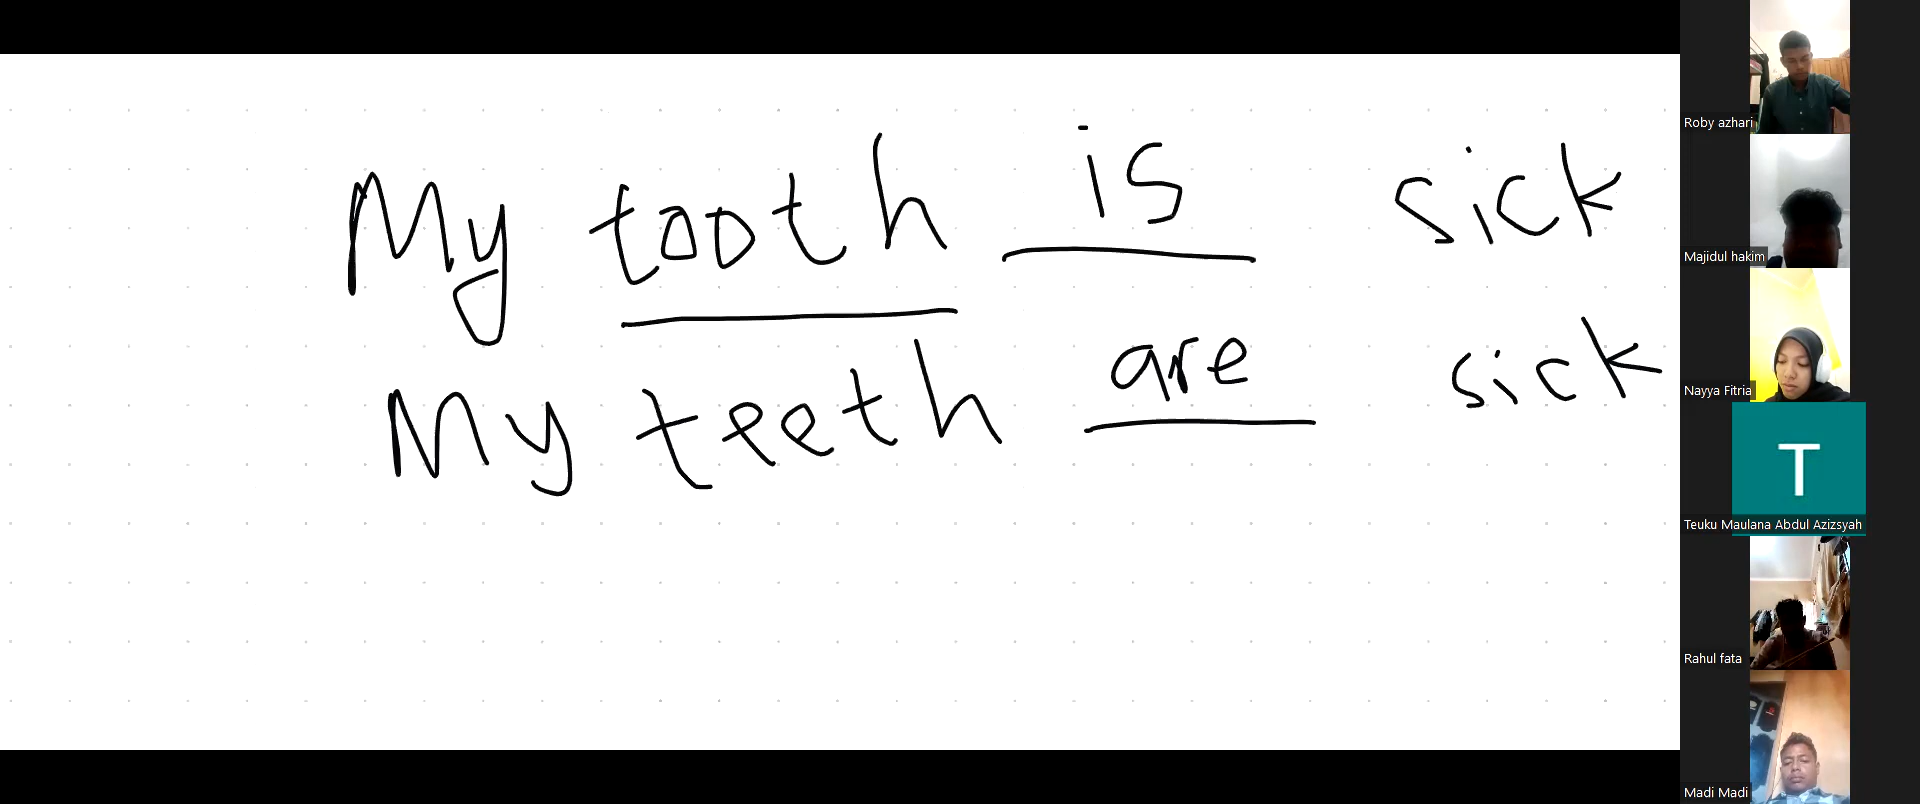 My tooth is sick
My teeth are sick
Roby azhari
Majidul hakim
Nayya Fitria
T
Teuku Maulana Abdul Azizsyah
Rahul fata
Madi Madi